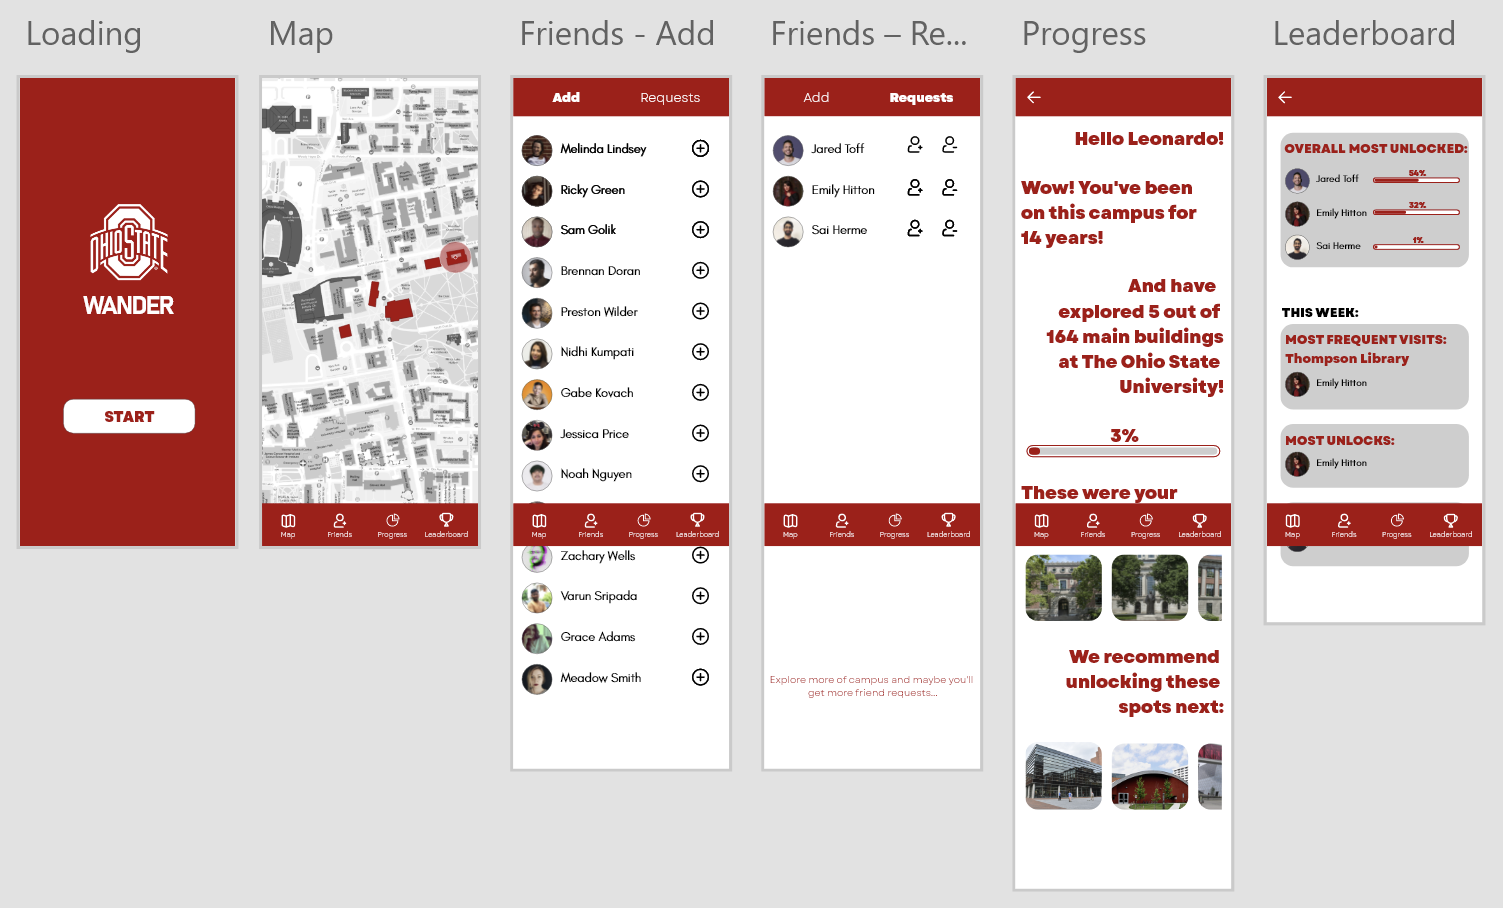 Loading
Map
Friends - Add
Friends – Re...
Progress
Leaderboard
OHIO STATE
WANDER
START
Map
Friends
Progress
Leaderboard
Add
Requests
Melinda Lindsey
Ricky Green
Sam Golik
Brennan Doran
Preston Wilder
Nidhi Kumpati
Gabe Kovach
Jessica Price
Noah Nguyen
Map
Friends
Progress
Leaderboard
Zachary Wells
Varun Sripada
Grace Adams
Meadow Smith
Add
Requests
Jared Toff
Emily Hitton
Sai Herme
Map
Friends
Progress
Leaderboard
Explore more of campus and maybe you'll
get more friend requests...
Hello Leonardo!
Wow! You've been
on this campus for
14 years!
And have
explored 5 out of
164 main buildings
at The Ohio State
University!
3%
These were your
Map
Friends
Progress
Leaderboard
We recommend
unlocking these
spots next:
OVERALL MOST UNLOCKED:
Jared Toff
54%
Emily Hitton
32%
Sai Herme
1%
THIS WEEK:
MOST FREQUENT VISITS:
Thompson Library
Emily Hitton
MOST UNLOCKS:
Emily Hitton
Map
Friends
Progress
Leaderboard